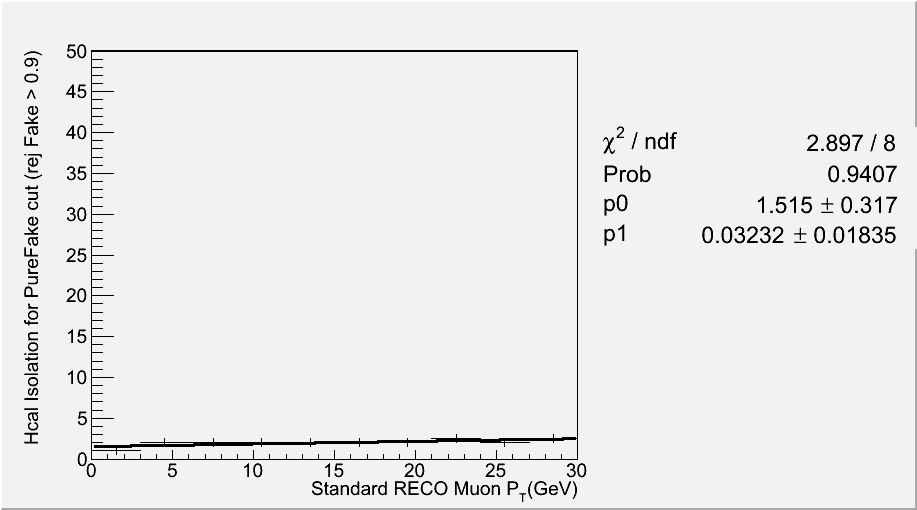 Hcal Isolation for PureFake cut (rej Fake > 0.9)
50
45
40
35
30
25
20
15
10
5
0
0 5 10 15 20 25 30
Standard RECO Muon P_T(GeV)
χ² / ndf 2.897 / 8
Prob 0.9407
p0 1.515 ± 0.317
p1 0.03232 ± 0.01835